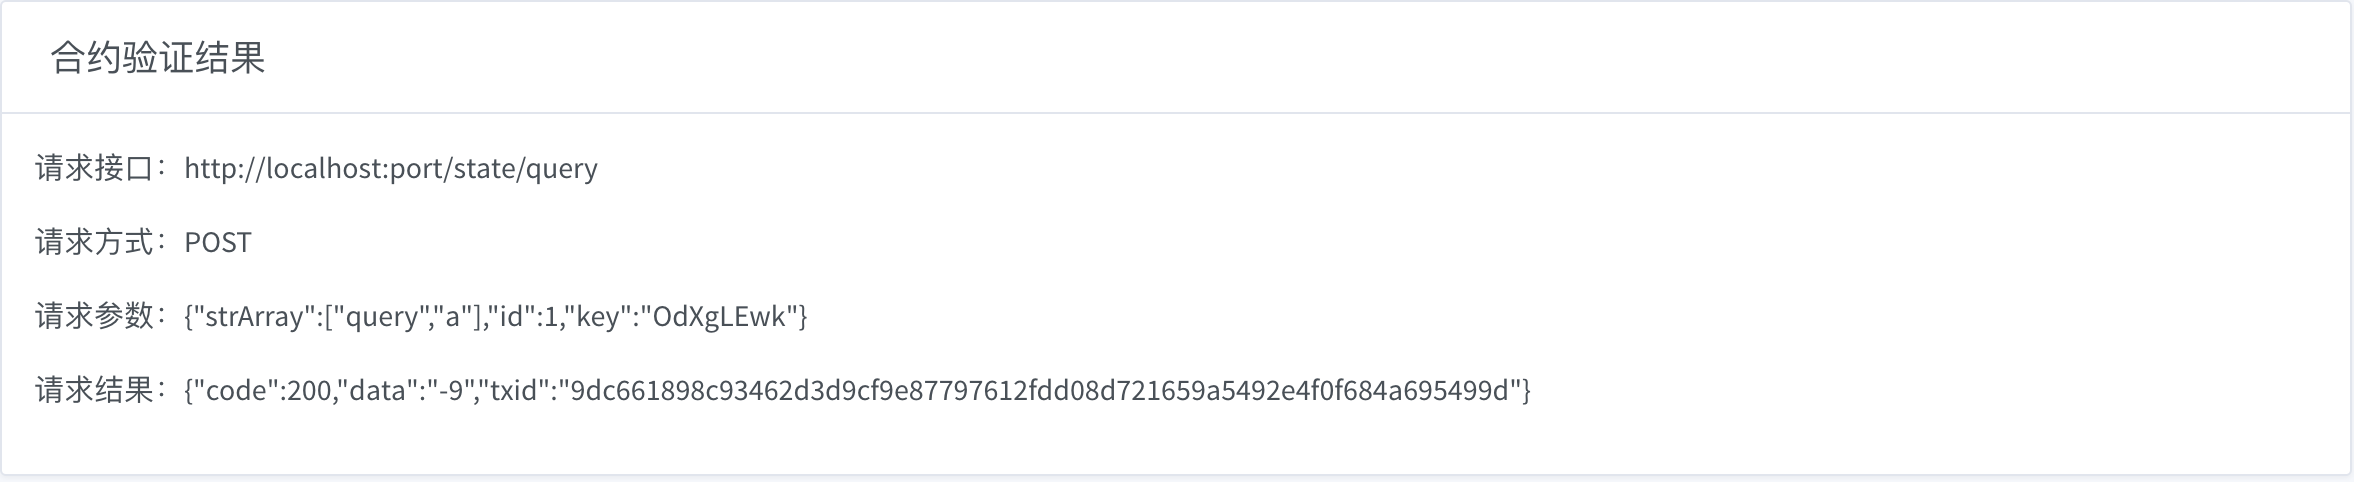 合约验证结果
请求接口：http://localhost:port/state/query
请求方式：POST
请求参数：{"strArray":["query","a"],"id":1,"key":"OdXgLEwk"}
请求结果：{"code":200,"data":"-9","txid":"9dc661898c93462d3d9cf9e87797612fdd08d721659a5492e4f0f684a695499d"}